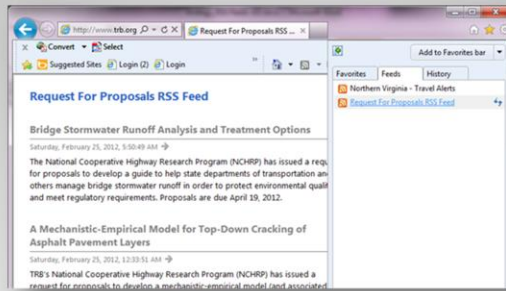 http://www.trb.org
Request For Proposals RSS ...
Convert
Select
Suggested Sites
Login (2)
Login
Add to Favorites bar
Favorites
Feeds
History
Northern Virginia - Travel Alerts
Request For Proposals RSS Feed
Request For Proposals RSS Feed
Bridge Stormwater Runoff Analysis and Treatment Options
Saturday, February 25, 2012, 5:50:49 AM
The National Cooperative Highway Research Program (NCHRP) has issued a requ
for proposals to develop a guide to help state departments of transportation an
others manage bridge stormwater runoff in order to protect environmental qualit
and meet regulatory requirements. Proposals are due April 19, 2012.
A Mechanistic-Empirical Model for Top-Down Cracking of
Asphalt Pavement Layers
Saturday, February 25, 2012, 12:33:51 AM
TRB's National Cooperative Highway Research Program (NCHRP) has issued a
request for proposals to develop a mechanistic-empirical model (and associated